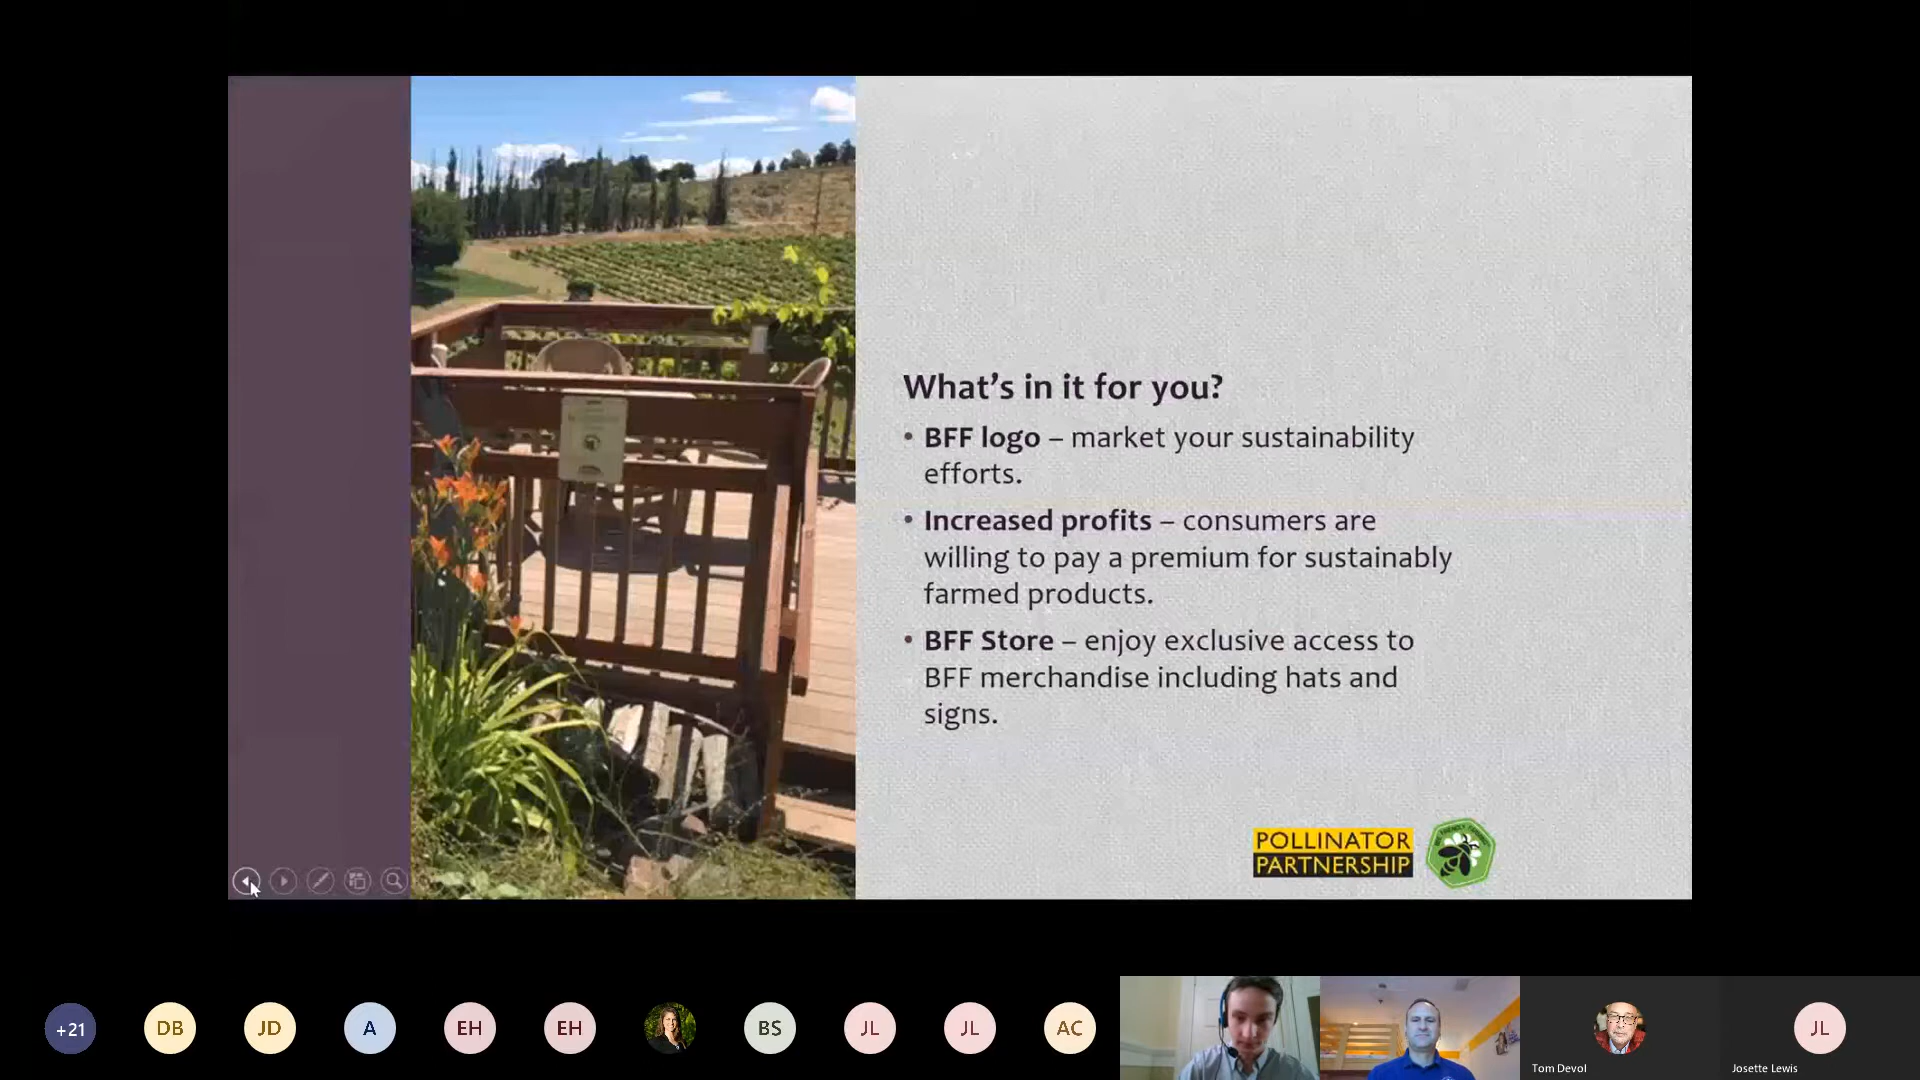 What's in it for you?
• BFF logo – market your sustainability
efforts.
• Increased profits – consumers are
willing to pay a premium for sustainably
farmed products.
• BFF Store – enjoy exclusive access to
BFF merchandise including hats and
signs.
POLLINATOR
PARTNERSHIP
+21
DB
JD
A
EH
EH
BS
JL
JL
AC
JL
Tom Devol
Josette Lewis